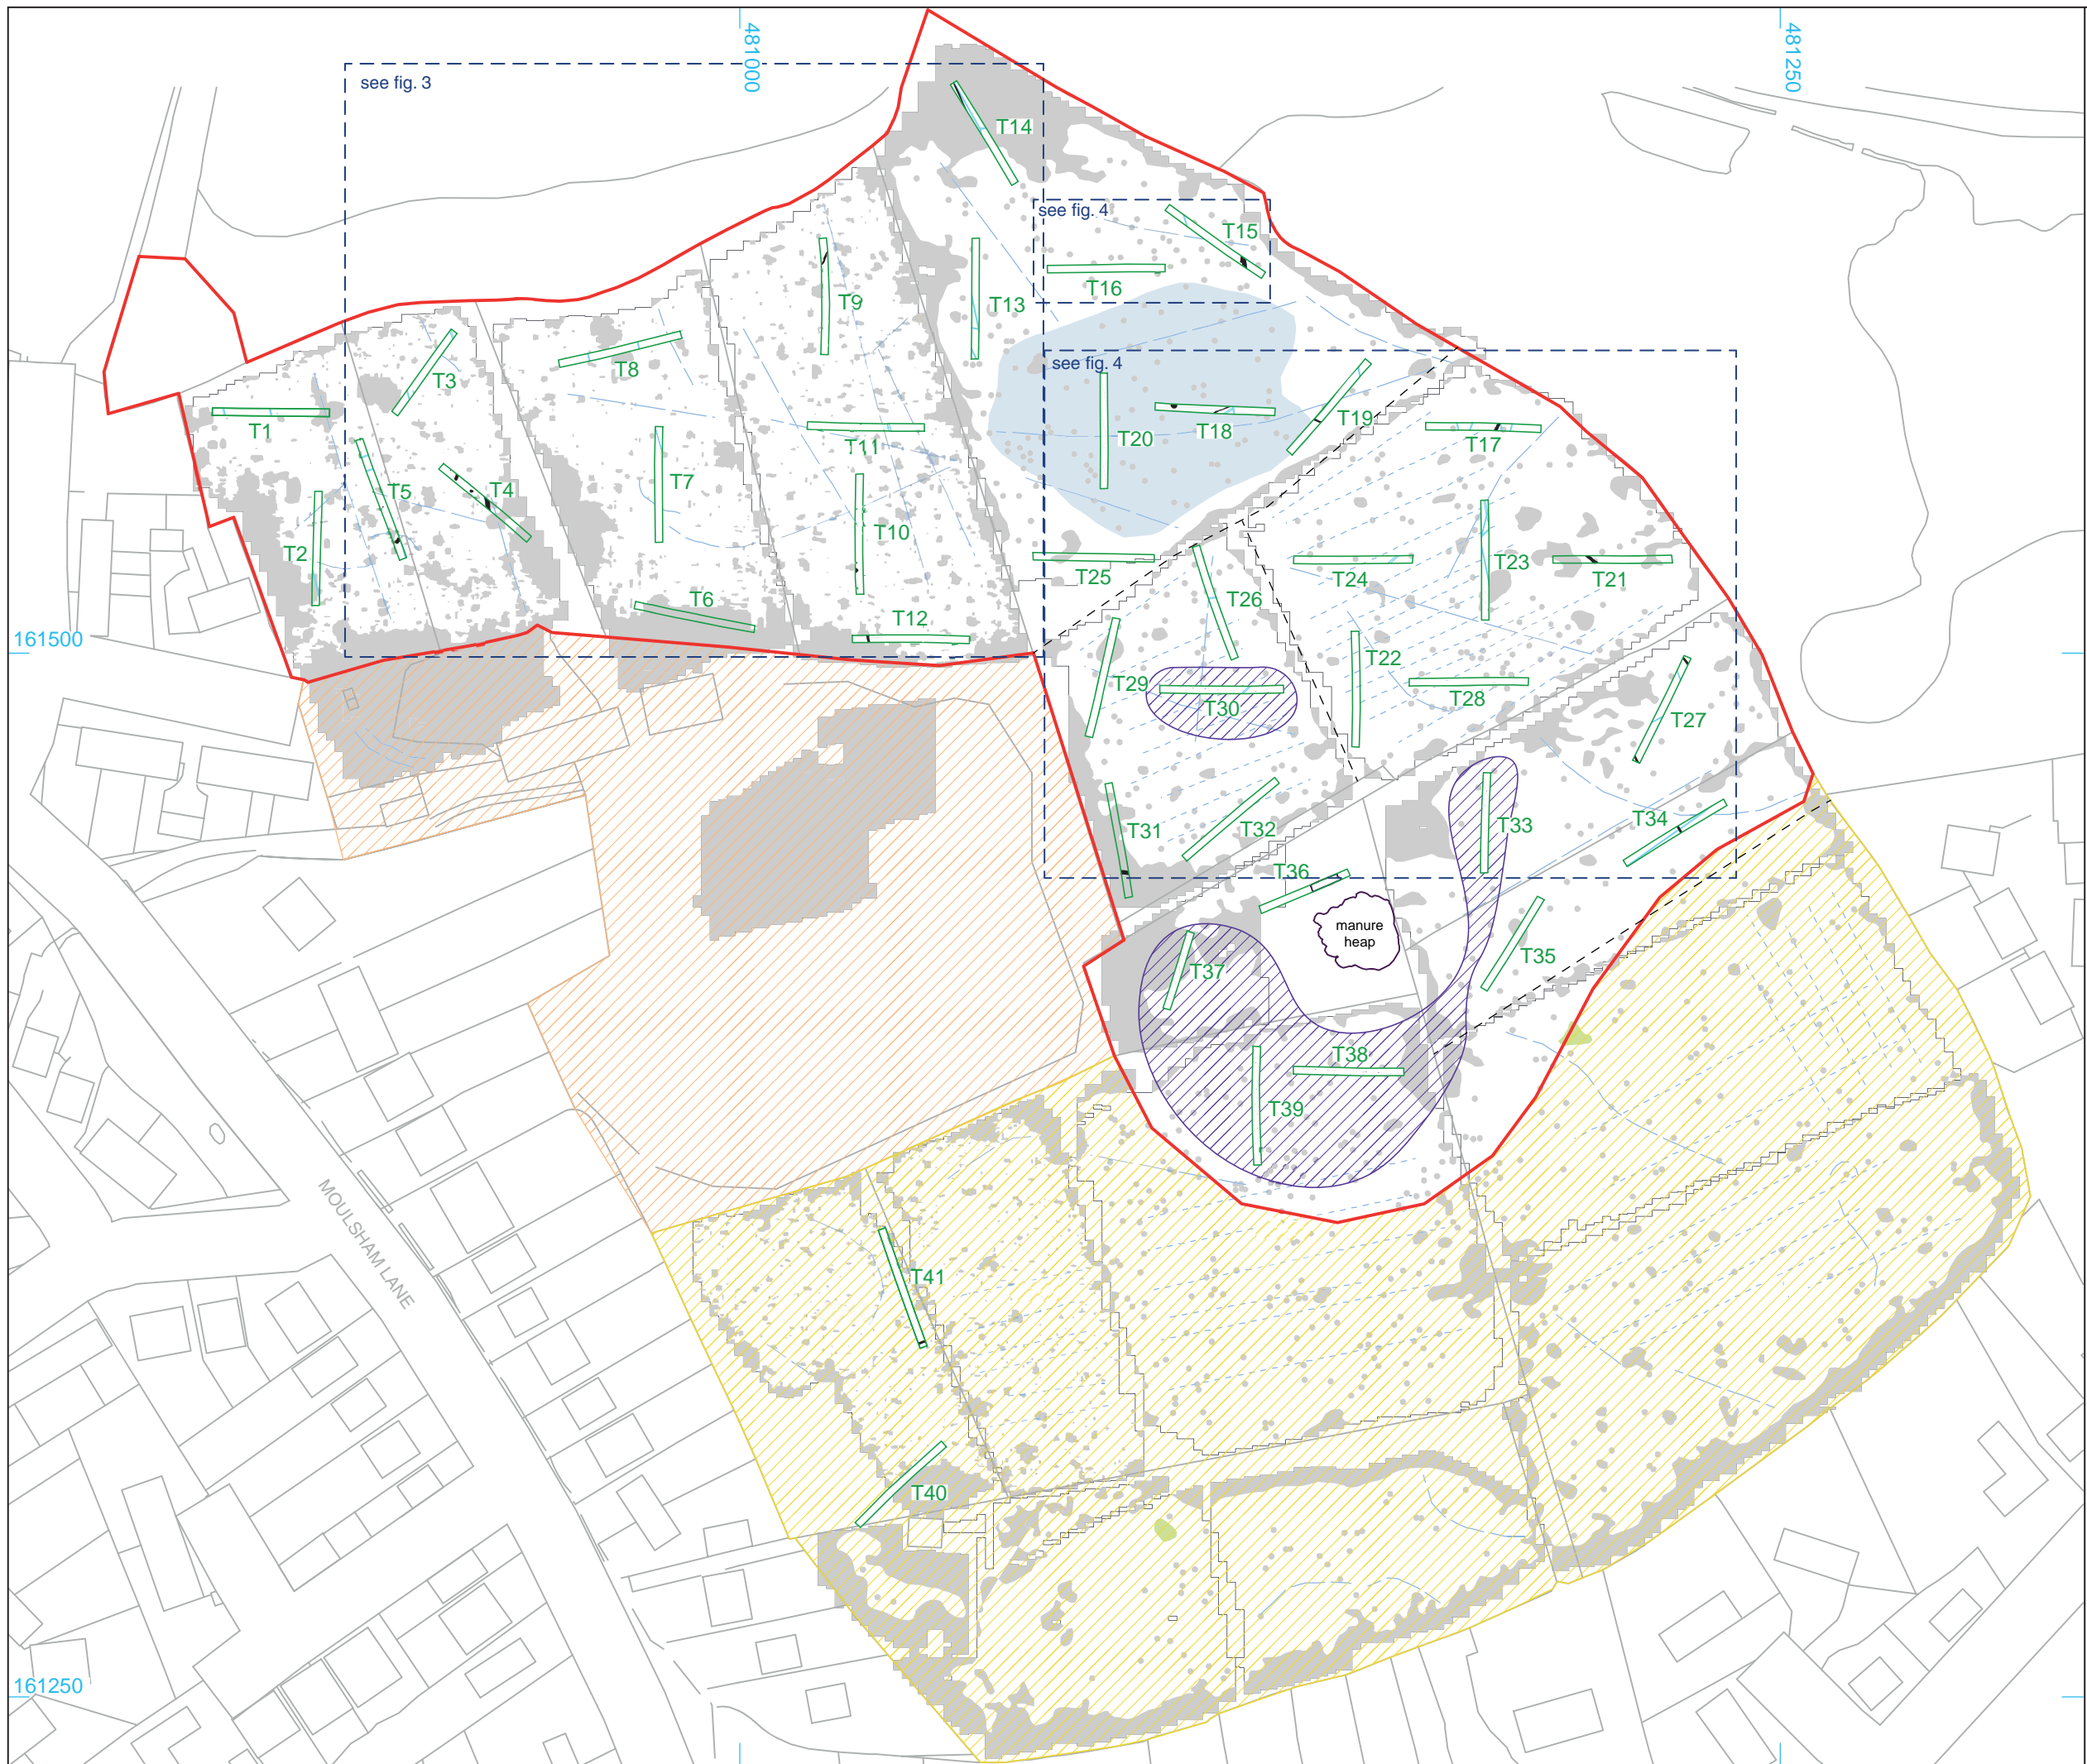 481000
481250
see fig. 3
T14
see fig. 4
T15
T16
T9
T13
T8
T3
see fig. 4
T1
T11
T20
T18
T19
T17
T5
T4
T7
T10
T2
T25
T24
T23
T21
T6
T12
T26
161500
T29
T30
T22
T28
T27
T31
T32
T33
T34
T36
manure
heap
T37
T35
T38
T39
MOULSHAM LANE
T41
T40
161250